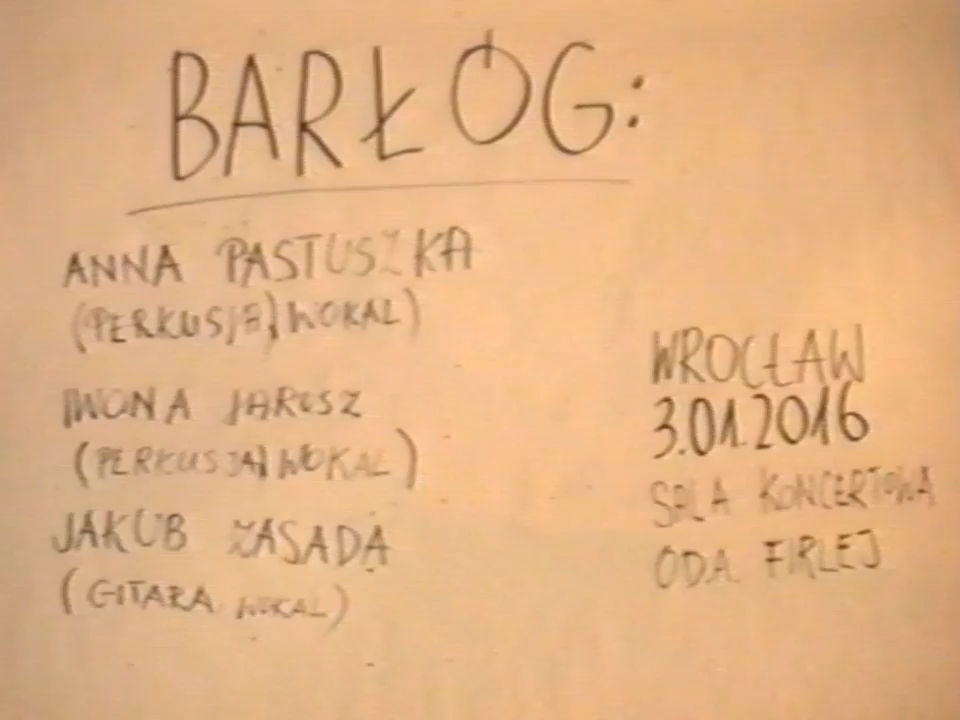 BARŁÓG:
ANNA PASTUSZKA
(PERKUSJA, WOKAL)
IWONA JAROSZ
(PERKUSJA, WOKAL)
JAKUB ZASADA
(GITARA WOKAL)
WROCŁAW
3.01.2016
SALA KONCERTOWA
ODA FIRLEJ